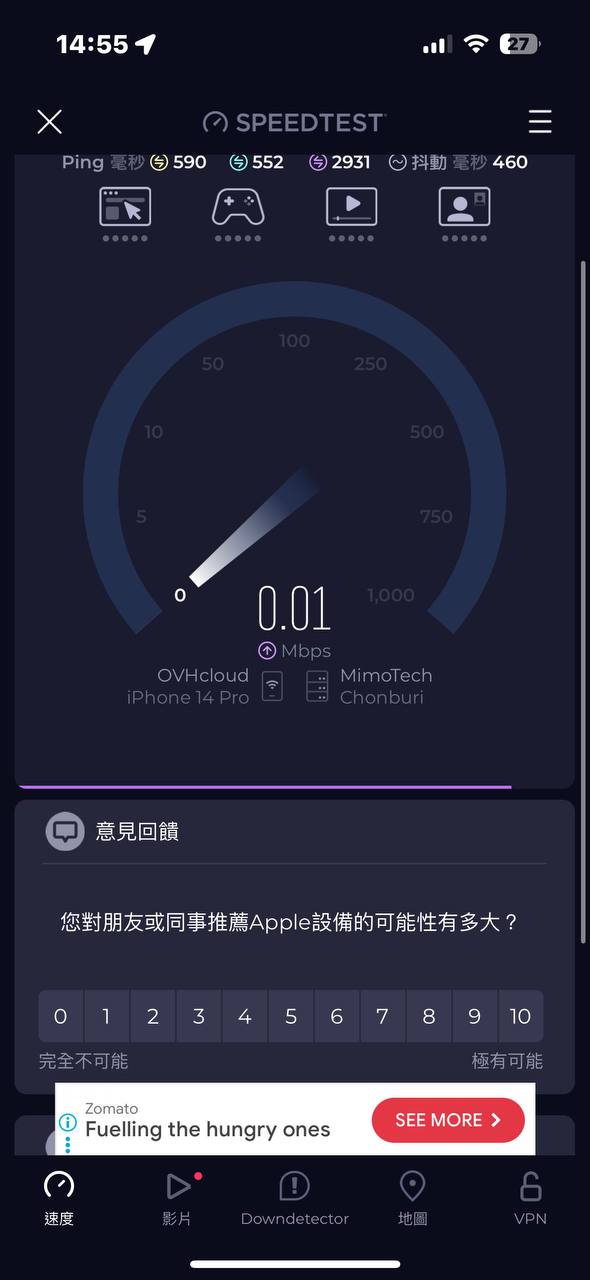 14:55
27
SPEEDTEST
Ping 毫秒 590 552 2931 抖動 毫秒 460
100
50 250
10 500
5 750
0 1,000
0.01
Mbps
OVHcloud MimoTech
iPhone 14 Pro Chonburi
意見回饋
您對朋友或同事推薦Apple設備的可能性有多大？
0 1 2 3 4 5 6 7 8 9 10
完全不可能 極有可能
Zomato
Fuelling the hungry ones
SEE MORE
速度 影片 Downdetector 地圖 VPN